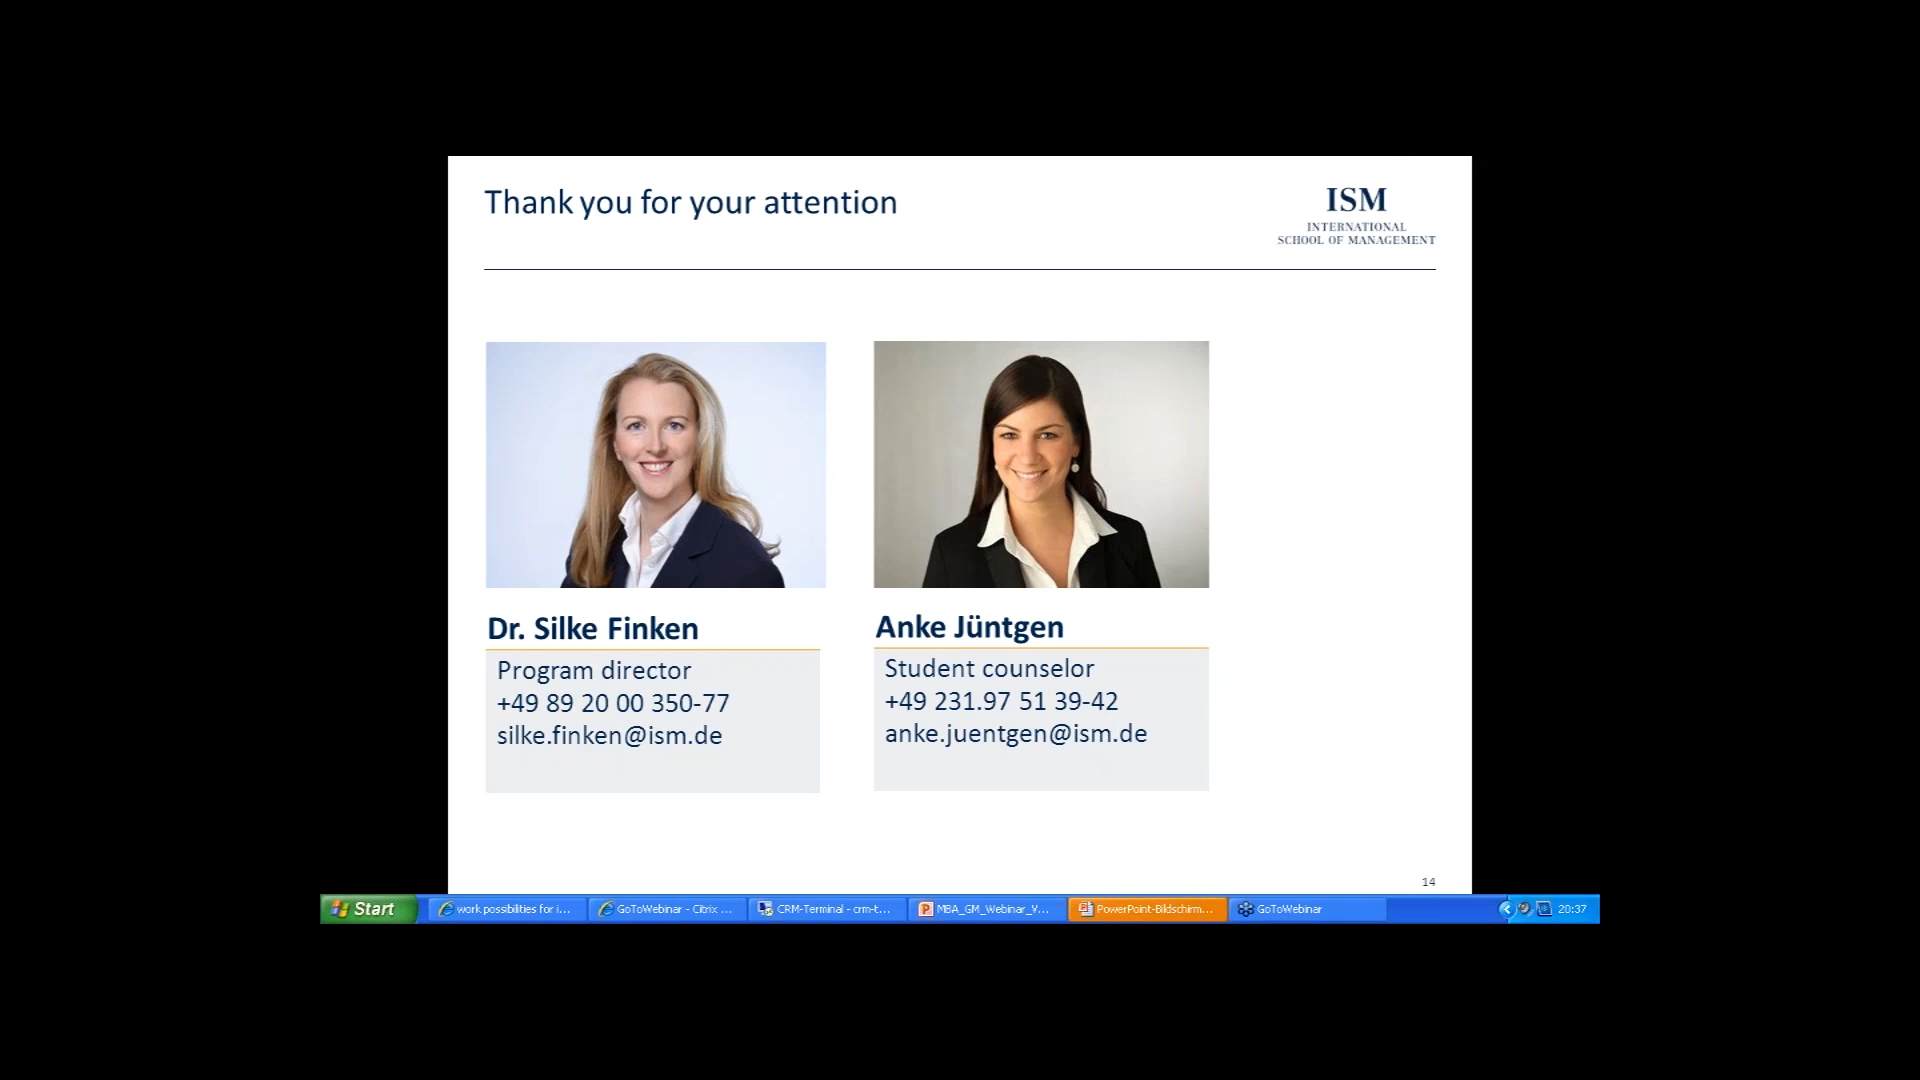 Thank you for your attention
ISM
INTERNATIONAL
SCHOOL OF MANAGEMENT
Dr. Silke Finken
Program director
+49 89 20 00 350-77
silke.finken@ism.de
Anke Jüntgen
Student counselor
+49 231.97 51 39-42
anke.juentgen@ism.de
14
Start
work possibilities for i...
GoToWebinar - Citrix ...
CRM-Terminal - crm-t...
MBA_GM_Webinar_V...
PowerPoint-Bildschirm...
GoToWebinar
20:37